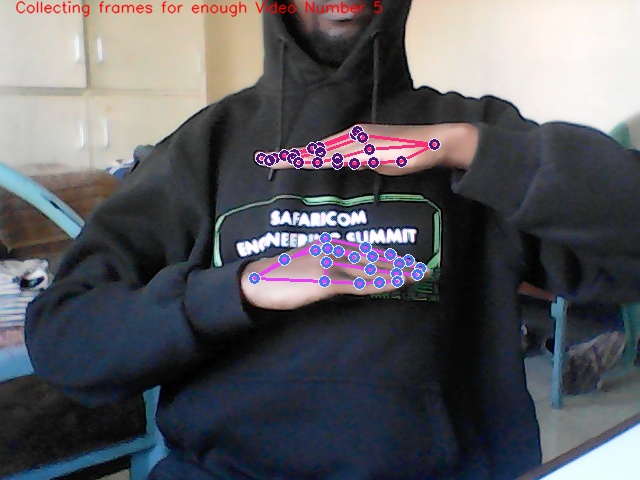 Collecting frames for enough Video Number 5
SAFARICOM
ENGINEERING SUMMIT